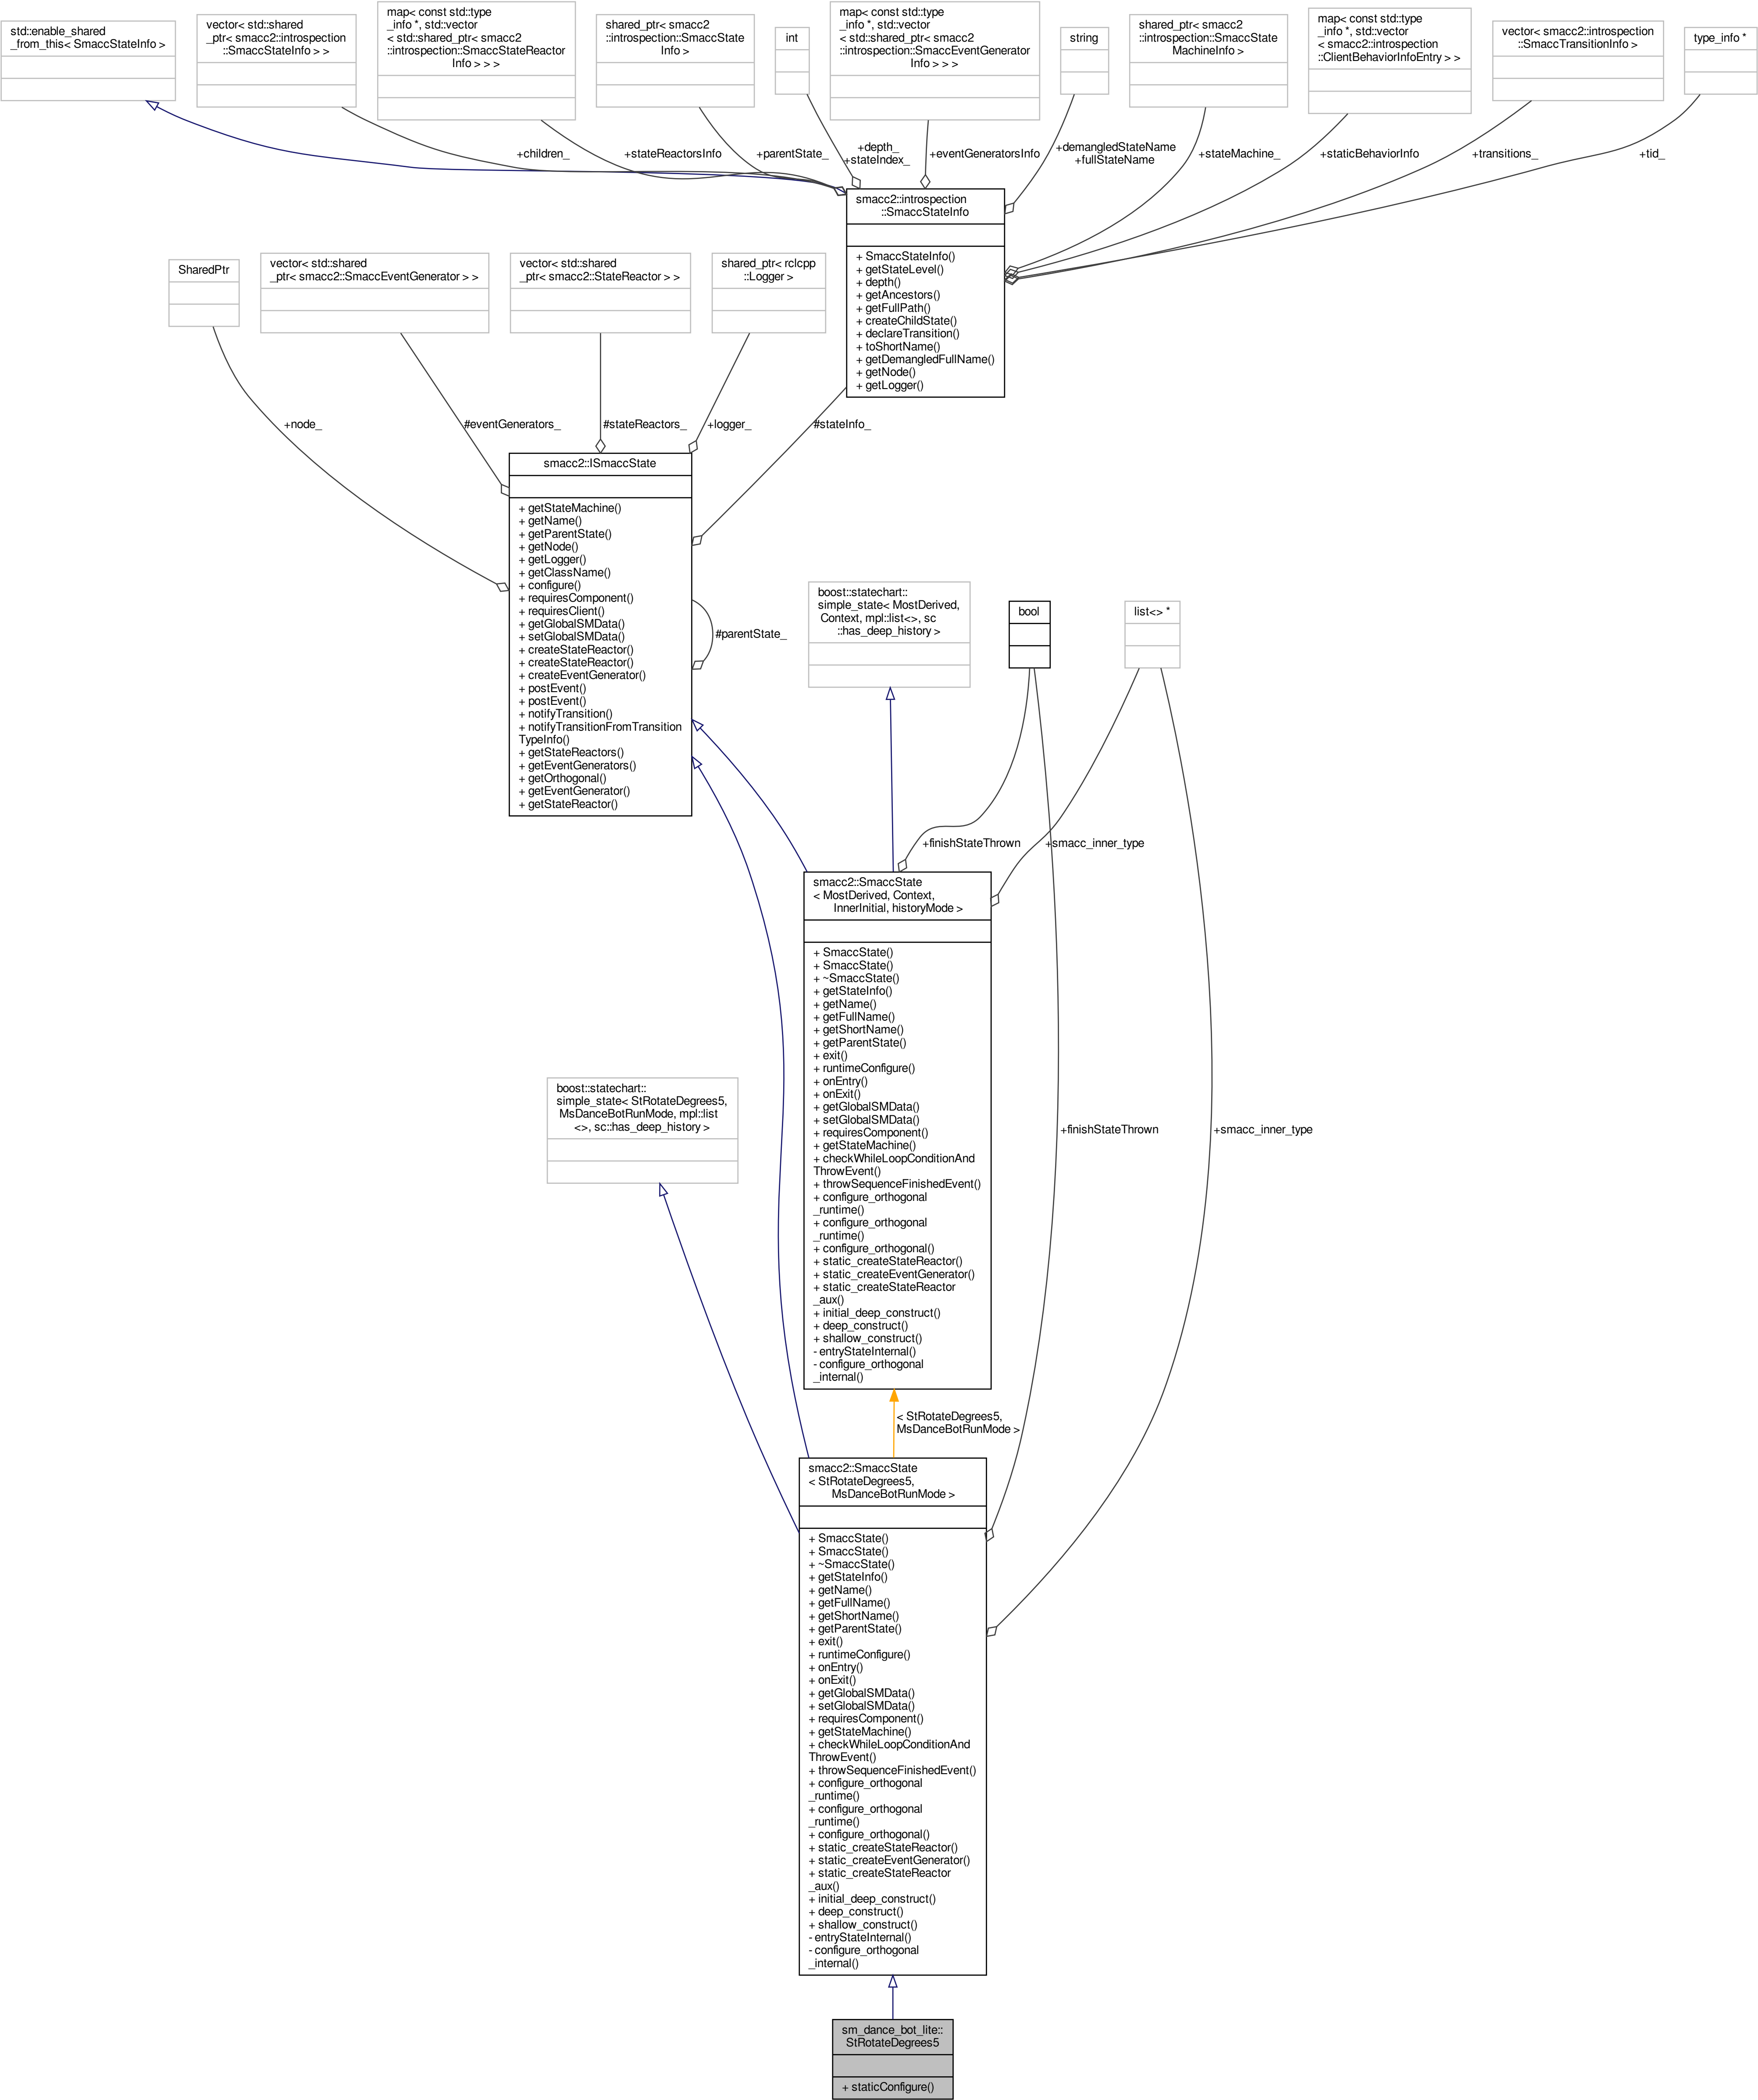 std::enable_shared
_from_this< SmaccStateInfo >
vector< std::shared
_ptr< smacc2::introspection
::SmaccStateInfo > >
map< const std::type
_info *, std::vector
< std::shared_ptr< smacc2
::introspection::SmaccStateReactor
Info > > >
shared_ptr< smacc2
::introspection::SmaccState
Info >
int
map< const std::type
_info *, std::vector
< std::shared_ptr< smacc2
::introspection::SmaccEventGenerator
Info > > >
string
shared_ptr< smacc2
::introspection::SmaccState
MachineInfo >
map< const std::type
_info *, std::vector
< smacc2::introspection
::ClientBehaviorInfoEntry > >
vector< smacc2::introspection
::SmaccTransitionInfo >
type_info *
+children_
+stateReactorsInfo
+parentState_
+depth_
+stateIndex_
+eventGeneratorsInfo
+demangledStateName
+fullStateName
+stateMachine_
+staticBehaviorInfo
+transitions_
+tid_
smacc2::introspection
::SmaccStateInfo
+ SmaccStateInfo()
+ getStateLevel()
+ depth()
+ getAncestors()
+ getFullPath()
+ createChildState()
+ declareTransition()
+ toShortName()
+ getDemangledFullName()
+ getNode()
+ getLogger()
SharedPtr
vector< std::shared
_ptr< smacc2::SmaccEventGenerator > >
vector< std::shared
_ptr< smacc2::StateReactor > >
shared_ptr< rclcpp
::Logger >
+node_
#eventGenerators_
#stateReactors_
+logger_
#stateInfo_
smacc2::ISmaccState
+ getStateMachine()
+ getName()
+ getParentState()
+ getNode()
+ getLogger()
+ getClassName()
+ configure()
+ requiresComponent()
+ requiresClient()
+ getGlobalSMData()
+ setGlobalSMData()
+ createStateReactor()
+ createStateReactor()
+ createEventGenerator()
+ postEvent()
+ postEvent()
+ notifyTransition()
+ notifyTransitionFromTransition
TypeInfo()
+ getStateReactors()
+ getEventGenerators()
+ getOrthogonal()
+ getEventGenerator()
+ getStateReactor()
#parentState_
boost::statechart::
simple_state< MostDerived,
Context, mpl::list<>, sc
::has_deep_history >
bool
list<> *
+finishStateThrown
+smacc_inner_type
smacc2::SmaccState
< MostDerived, Context,
InnerInitial, historyMode >
+ SmaccState()
+ SmaccState()
+ ~SmaccState()
+ getStateInfo()
+ getName()
+ getFullName()
+ getShortName()
+ getParentState()
+ exit()
+ runtimeConfigure()
+ onEntry()
+ onExit()
+ getGlobalSMData()
+ setGlobalSMData()
+ requiresComponent()
+ getStateMachine()
+ checkWhileLoopConditionAnd
ThrowEvent()
+ throwSequenceFinishedEvent()
+ configure_orthogonal
_runtime()
+ configure_orthogonal
_runtime()
+ configure_orthogonal()
+ static_createStateReactor()
+ static_createEventGenerator()
+ static_createStateReactor
_aux()
+ initial_deep_construct()
+ deep_construct()
+ shallow_construct()
- entryStateInternal()
- configure_orthogonal
_internal()
boost::statechart::
simple_state< StRotateDegrees5,
MsDanceBotRunMode, mpl::list
<>, sc::has_deep_history >
+finishStateThrown
+smacc_inner_type
< StRotateDegrees5,
MsDanceBotRunMode >
smacc2::SmaccState
< StRotateDegrees5,
MsDanceBotRunMode >
+ SmaccState()
+ SmaccState()
+ ~SmaccState()
+ getStateInfo()
+ getName()
+ getFullName()
+ getShortName()
+ getParentState()
+ exit()
+ runtimeConfigure()
+ onEntry()
+ onExit()
+ getGlobalSMData()
+ setGlobalSMData()
+ requiresComponent()
+ getStateMachine()
+ checkWhileLoopConditionAnd
ThrowEvent()
+ throwSequenceFinishedEvent()
+ configure_orthogonal
_runtime()
+ configure_orthogonal
_runtime()
+ configure_orthogonal()
+ static_createStateReactor()
+ static_createEventGenerator()
+ static_createStateReactor
_aux()
+ initial_deep_construct()
+ deep_construct()
+ shallow_construct()
- entryStateInternal()
- configure_orthogonal
_internal()
sm_dance_bot_lite::
StRotateDegrees5
+ staticConfigure()